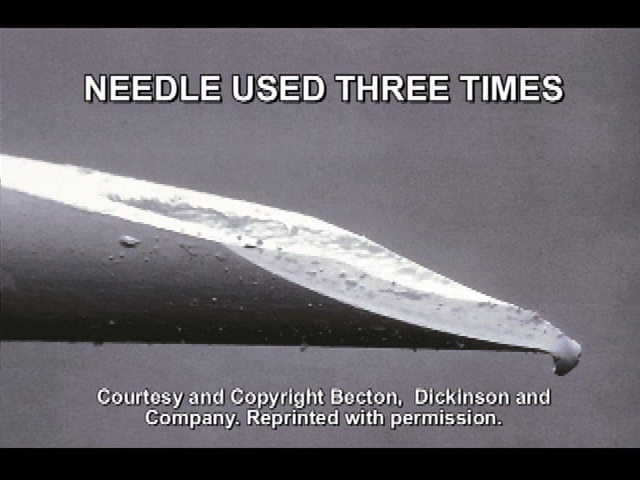 NEEDLE USED THREE TIMES
Courtesy and Copyright Becton, Dickinson and
Company. Reprinted with permission.